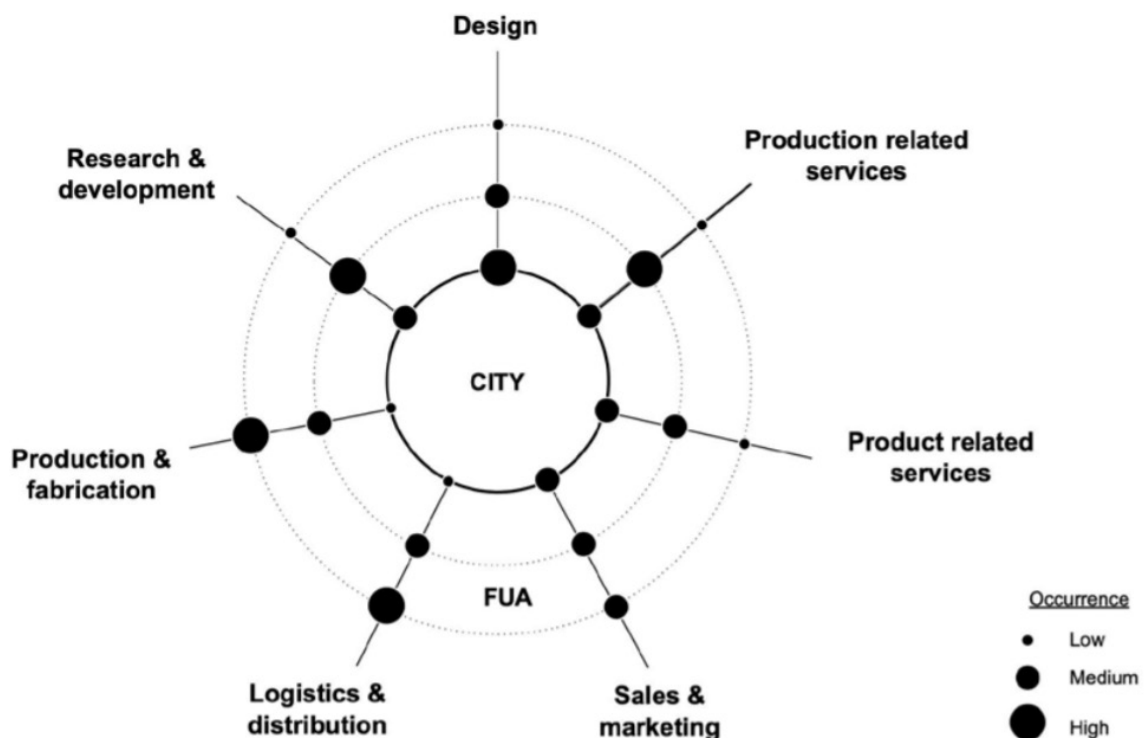 Design
Production related
services
Research &
development
CITY
Product related
services
Production &
fabrication
FUA
Logistics &
distribution
Sales &
marketing
Occurrence
Low
Medium
High